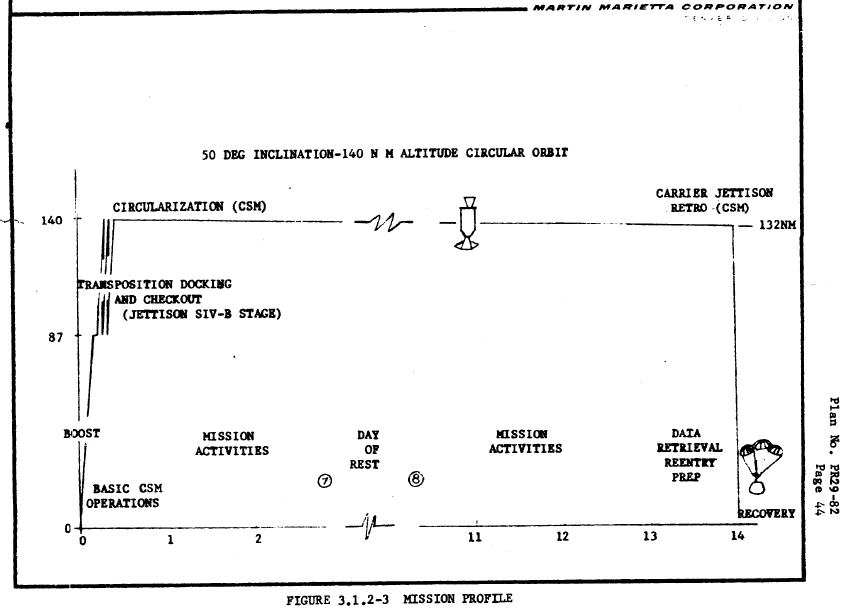 MARTIN MARIETTA CORPORATION
DENVER DIVISION
50 DEG INCLINATION-140 N M ALTITUDE CIRCULAR ORBIT
CIRCULARIZATION (CSM)
CARRIER JETTISON
RETRO (CSM)
140
132NM
TRANSPOSITION DOCKING
AND CHECKOUT
(JETTISON SIV-B STAGE)
87
BOOST
MISSION
ACTIVITIES
DAY
OF
REST
MISSION
ACTIVITIES
DATA
RETRIEVAL
REENTRY
PREP
7
8
BASIC CSM
OPERATIONS
RECOVERY
0
0 1 2 11 12 13 14
FIGURE 3.1.2-3 MISSION PROFILE
Plan No. PR29-82
Page 44